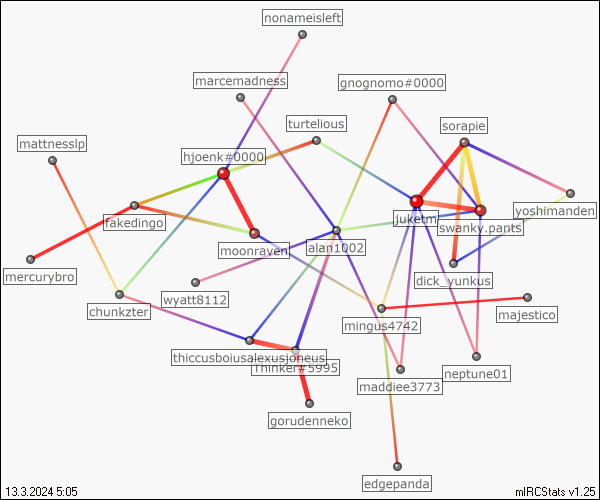 nonameisleft
marcemadness
gnognomo#0000
turtelious
sorapie
mattnesslp
hjoenk#0000
yoshimanden
fakedingo
juketm
swanky.pants
moonraven
alan1002
mercurybro
dick_yunkus
wyatt8112
chunkzter
majestico
mingus4742
thiccusboiusalexusjoneus
Thinker#5995
neptune01
maddiee3773
gorudenneko
edgepanda
13.3.2024 5:05
mIRCStats v1.25